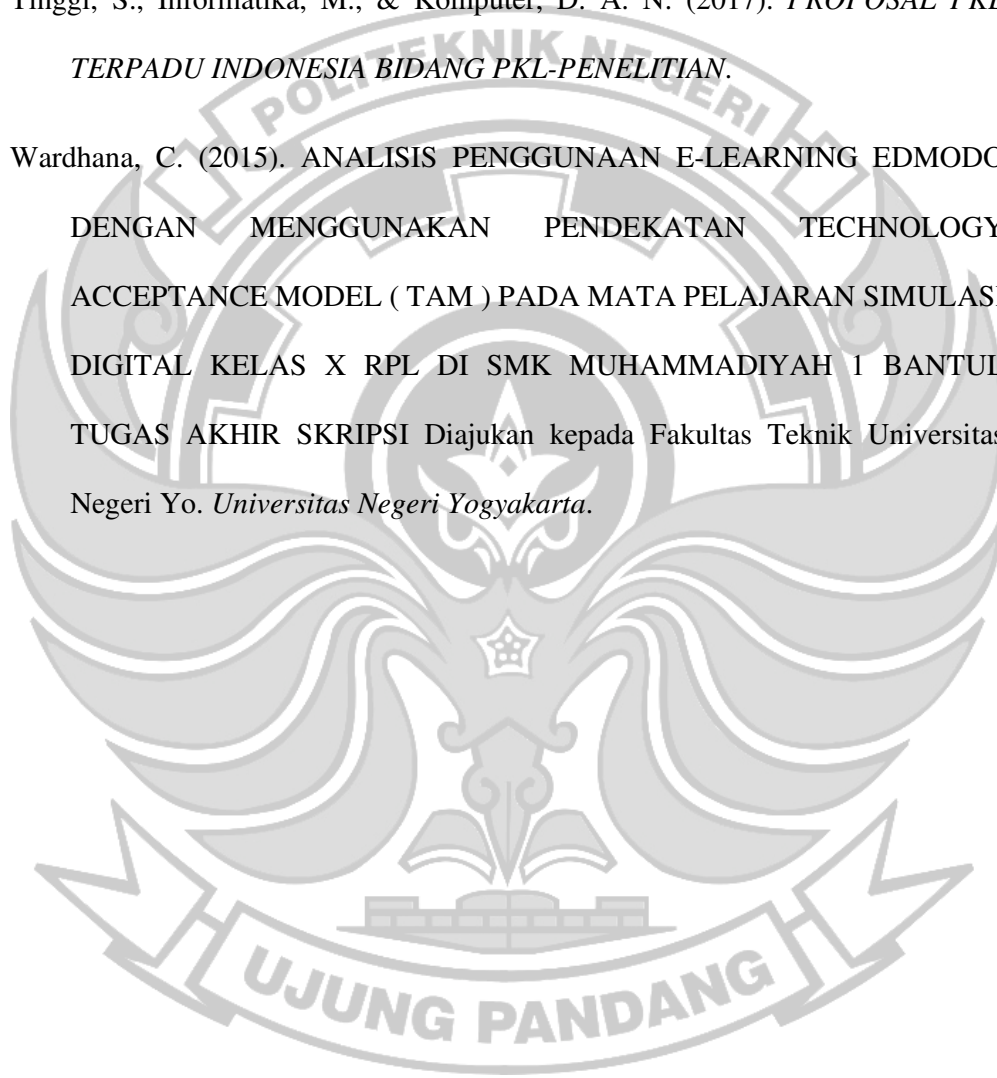 Tinggi, S., Informatika, M., & Komputer, D. A. N. (2017). PROPOSAL PKL
TERPADU INDONESIA BIDANG PKL-PENELITIAN.
Wardhana, C. (2015). ANALISIS PENGGUNAAN E-LEARNING EDMODO
DENGAN MENGGUNAKAN PENDEKATAN TECHNOLOGY
ACCEPTANCE MODEL ( TAM ) PADA MATA PELAJARAN SIMULASI
DIGITAL KELAS X RPL DI SMK MUHAMMADIYAH 1 BANTUL
TUGAS AKHIR SKRIPSI Diajukan kepada Fakultas Teknik Universitas
Negeri Yo. Universitas Negeri Yogyakarta.
POLITEKNIK NEGERI
UJUNG PANDANG